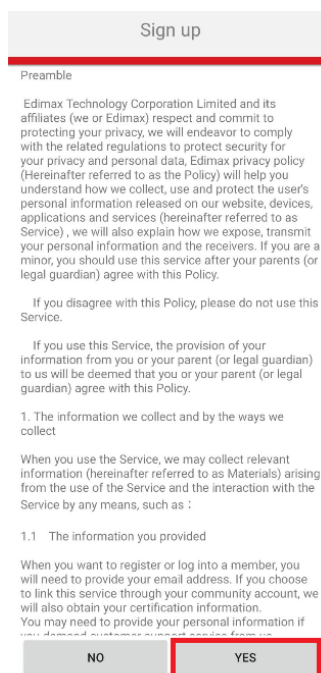 Sign up
Preamble
Edimax Technology Corporation Limited and its
affiliates (we or Edimax) respect and commit to
protecting your privacy, we will endeavor to comply
with the related regulations to protect security for
your privacy and personal data, Edimax privacy policy
(Hereinafter referred to as the Policy) will help you
understand how we collect, use and protect the user's
personal information released on our website, devices,
applications and services (hereinafter referred to as
Service) , we will also explain how we expose, transmit
your personal information and the receivers. If you are a
minor, you should use this service after your parents (or
legal guardian) agree with this Policy.
If you disagree with this Policy, please do not use this
Service.
If you use this Service, the provision of your
information from you or your parent (or legal guardian)
to us will be deemed that you or your parent (or legal
guardian) agree with this Policy.
1. The information we collect and by the ways we
collect
When you use the Service, we may collect relevant
information (hereinafter referred to as Materials) arising
from the use of the Service and the interaction with the
Service by any means, such as：
1.1 The information you provided
When you want to register or log into a member, you
will need to provide your email address. If you choose
to link this service through your community account, we
will also obtain your certification information.
You may need to provide your personal information if
you demand customer support service from us
NO YES